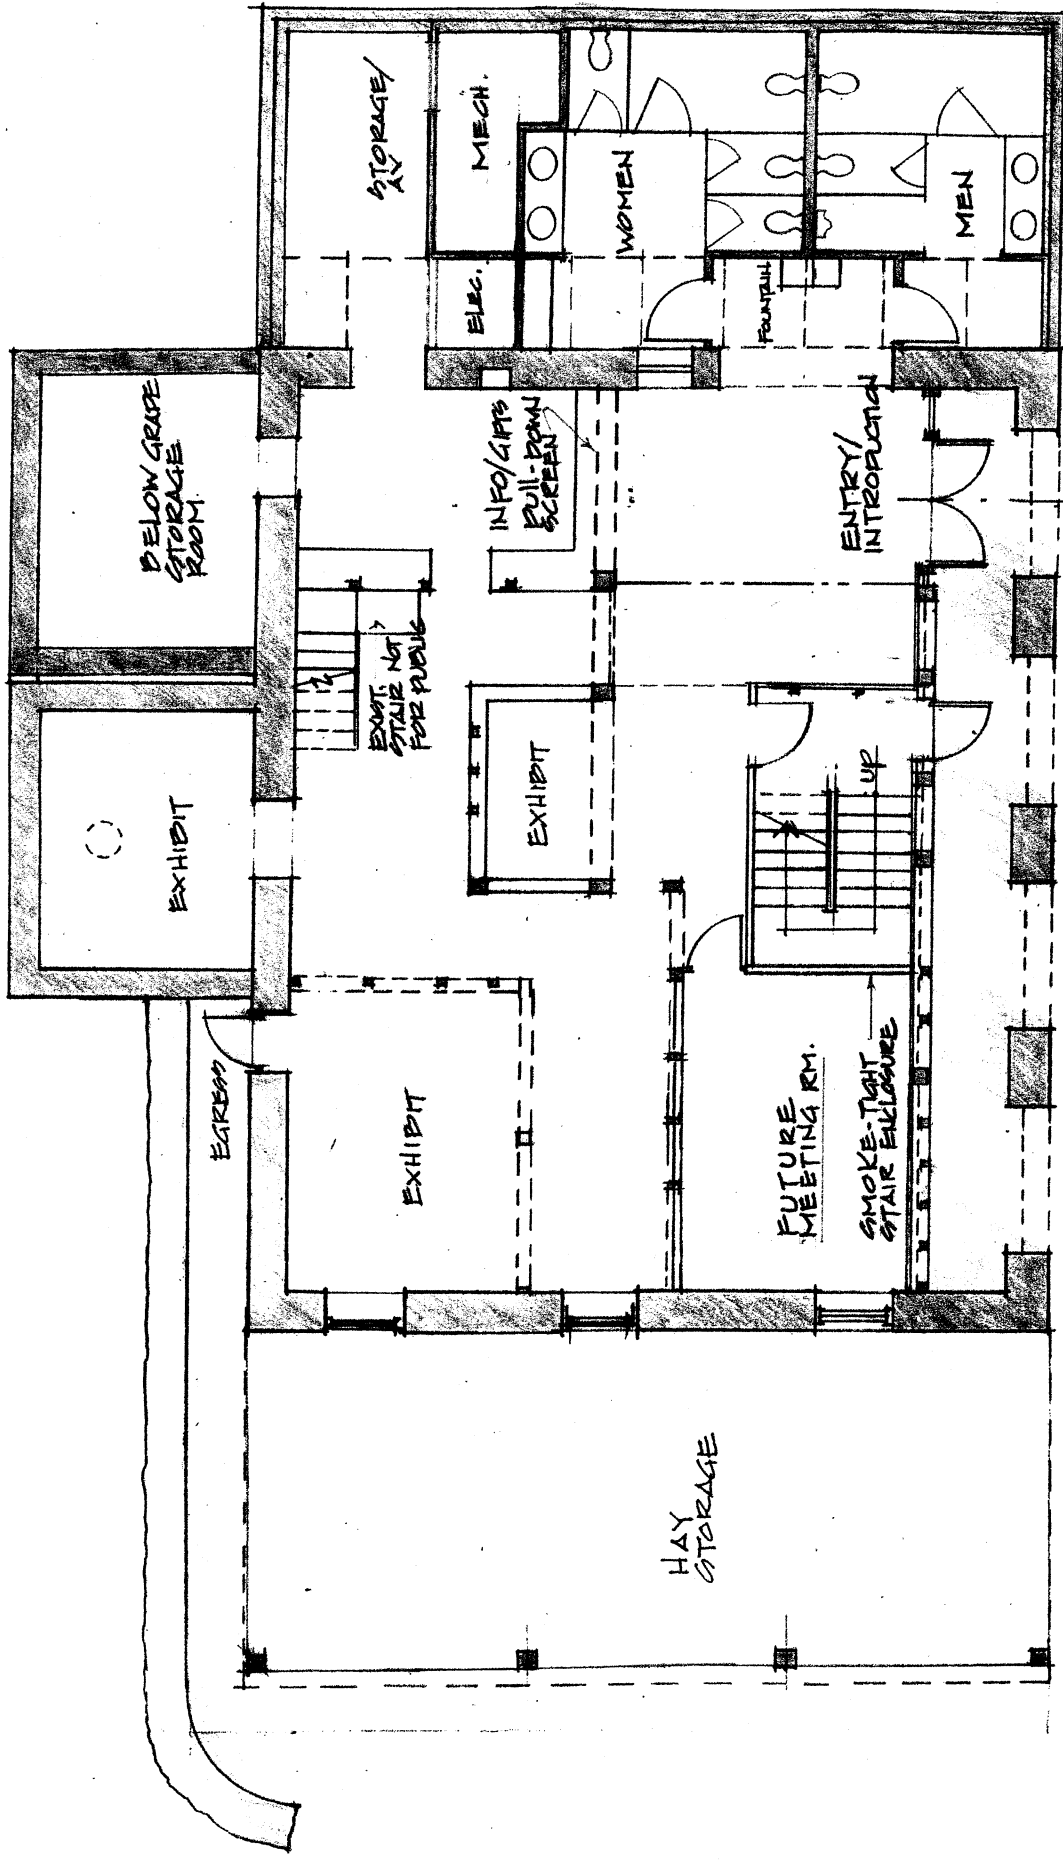 STORAGE/
AV
MECH.
ELEC.
WOMEN
MEN
FOUNTAIN
BELOW GRADE
STORAGE
ROOM.
INFO/GIFTS
PULL-DOWN
SCREEN
ENTRY/
INTRODUCTION
EXIST.
STAIR NOT
FOR PUBLIC
EXHIBIT
EXHIBIT
UP
EGRESS
EXHIBIT
FUTURE
MEETING RM.
SMOKE-TIGHT
STAIR ENCLOSURE
HAY
STORAGE